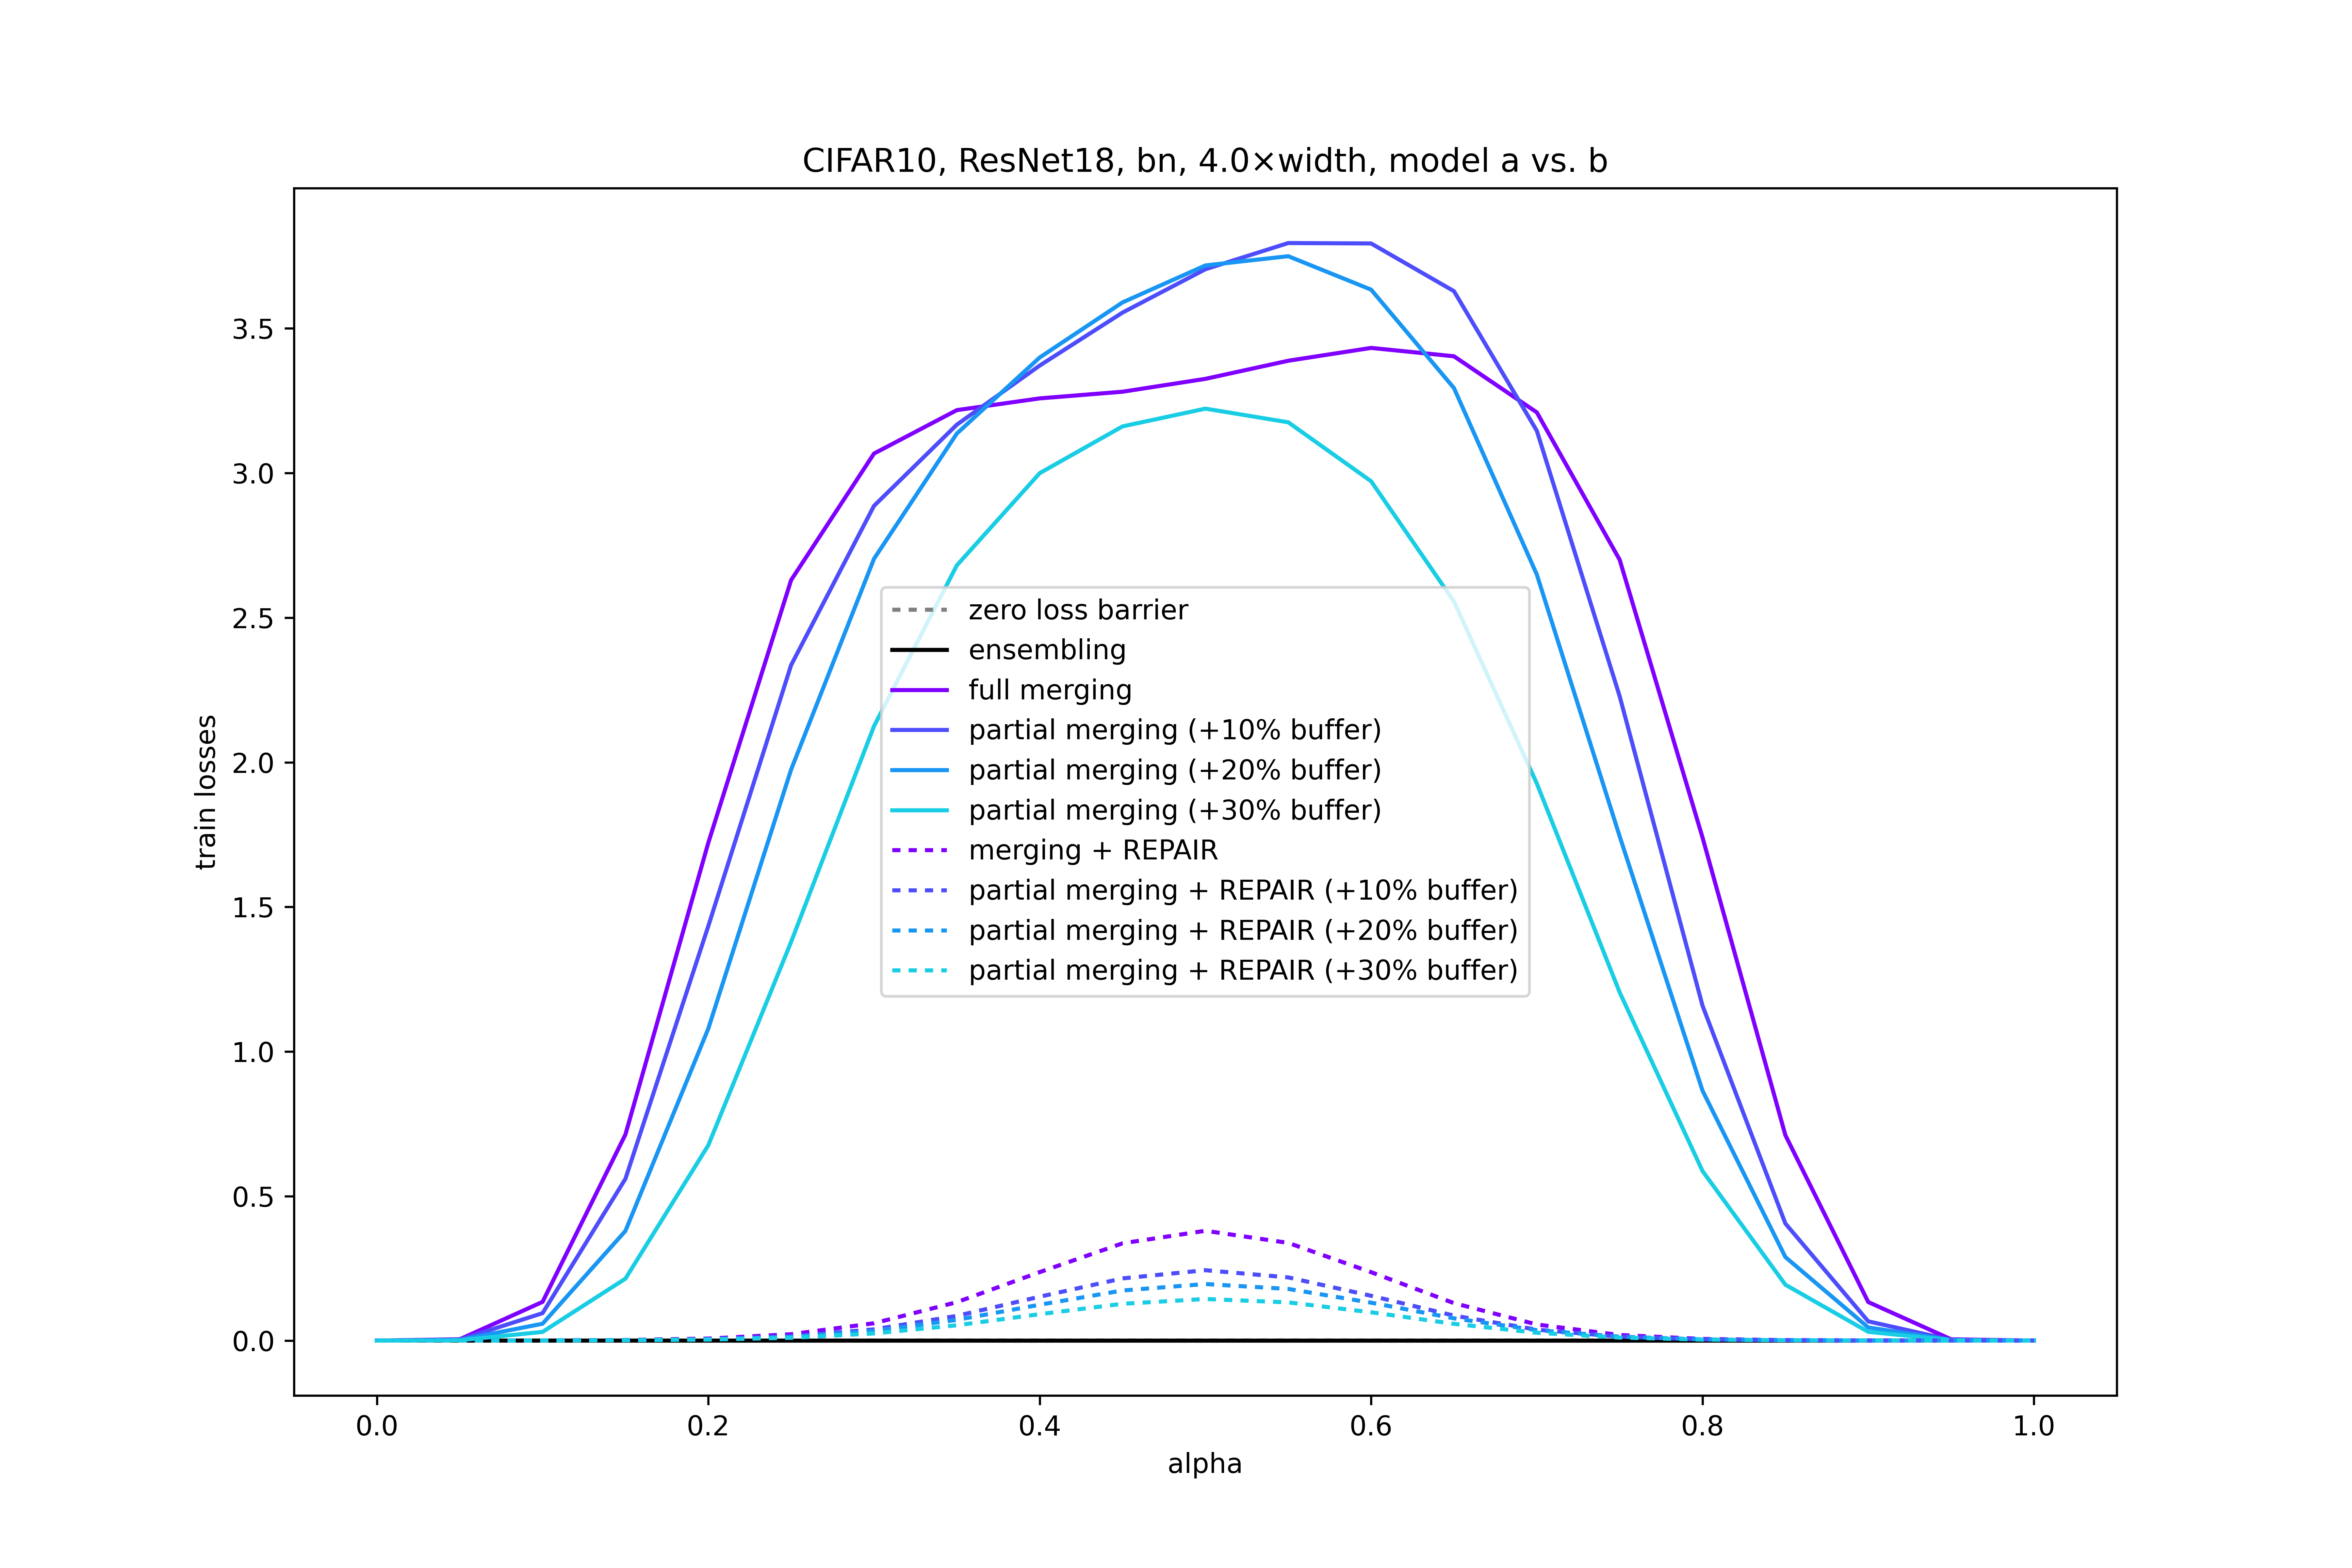 CIFAR10, ResNet18, bn, 4.0×width, model a vs. b
train losses
3.5
3.0
2.5
2.0
1.5
1.0
0.5
0.0
zero loss barrier
ensembling
full merging
partial merging (+10% buffer)
partial merging (+20% buffer)
partial merging (+30% buffer)
merging + REPAIR
partial merging + REPAIR (+10% buffer)
partial merging + REPAIR (+20% buffer)
partial merging + REPAIR (+30% buffer)
0.0 0.2 0.4 0.6 0.8 1.0
alpha